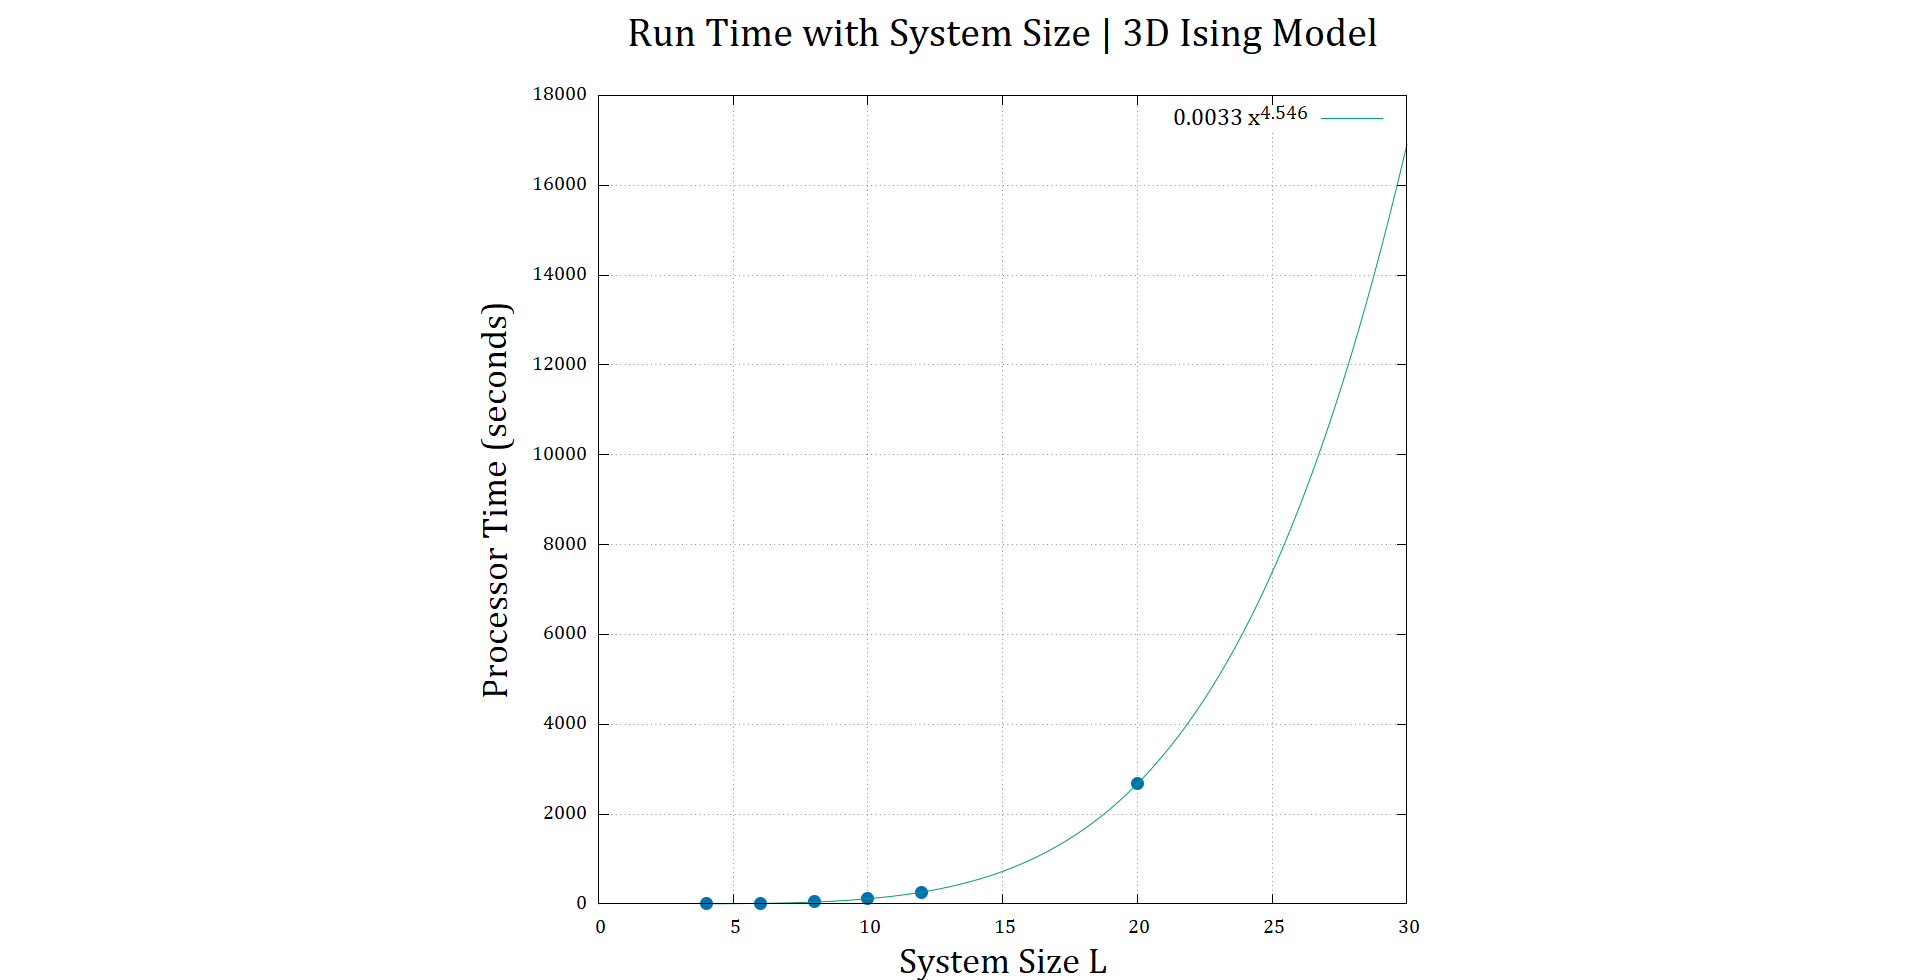 Run Time with System Size | 3D Ising Model
18000
16000
14000
12000
10000
8000
6000
4000
2000
0
0.0033 x^4.546
Processor Time (seconds)
0 5 10 15 20 25 30
System Size L